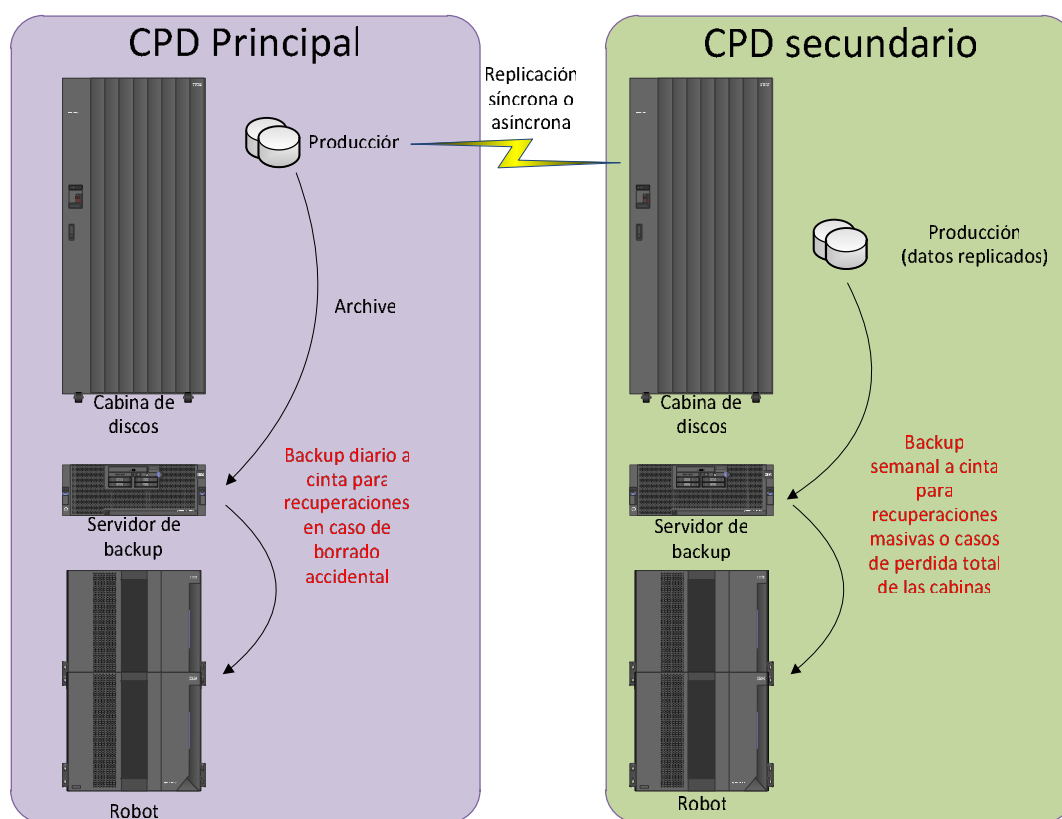 CPD Principal
Producción
Archive
Cabina de
discos
Backup diario a
cinta para
recuperaciones
en caso de
borrado
accidental
Servidor de
backup
Robot
Replicación
síncrona o
asíncrona
CPD secundario
Producción
(datos replicados)
Cabina de
discos
Backup
semanal a cinta
para
recuperaciones
masivas o casos
de perdida total
de las cabinas
Servidor de
backup
Robot